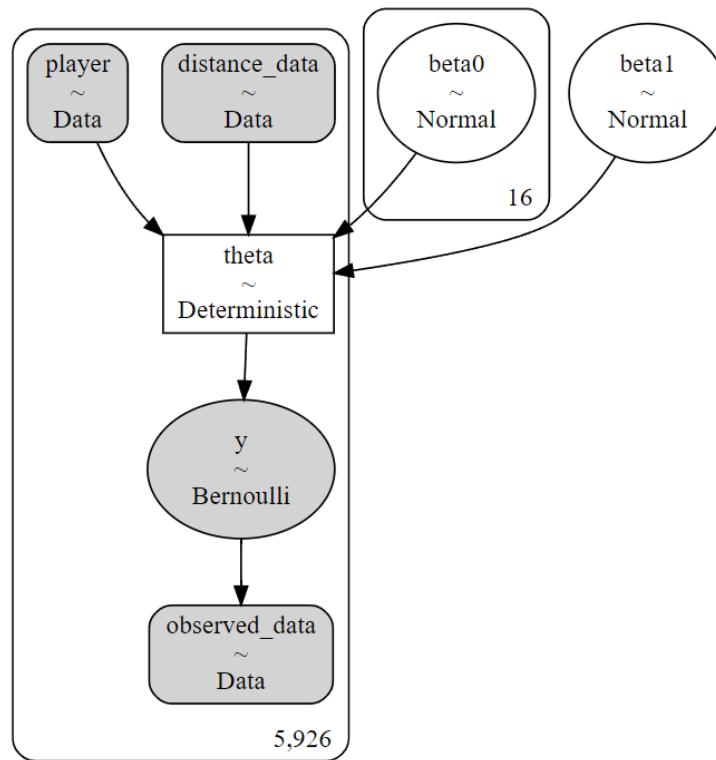 player
~
Data
distance_data
~
Data
beta0
~
Normal
16
beta1
~
Normal
theta
~
Deterministic
y
~
Bernoulli
observed_data
~
Data
5,926